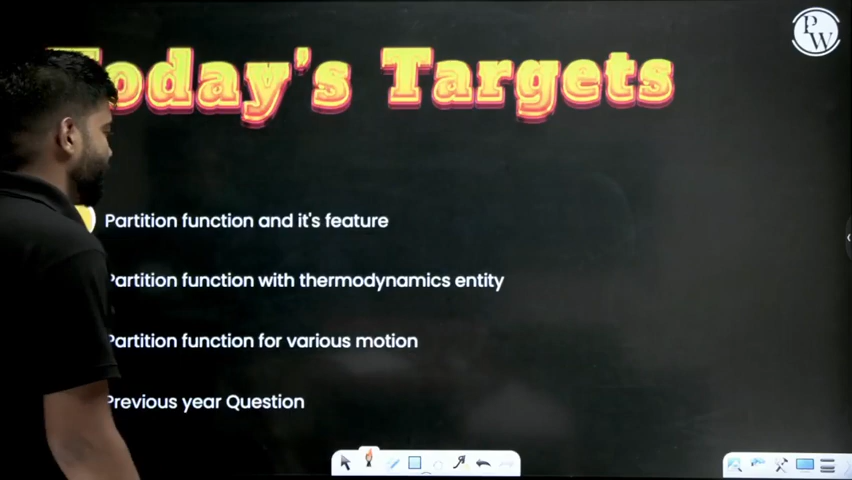 Today's Targets
PW
Partition function and it's feature
Partition function with thermodynamics entity
Partition function for various motion
Previous year Question